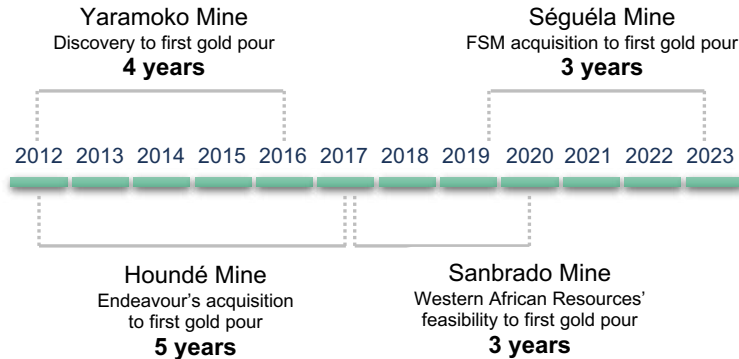 Yaramoko Mine
Discovery to first gold pour
4 years
Séguéla Mine
FSM acquisition to first gold pour
3 years
2012 2013 2014 2015 2016 2017 2018 2019 2020 2021 2022 2023
Houndé Mine
Endeavour's acquisition
to first gold pour
5 years
Sanbrado Mine
Western African Resources'
feasibility to first gold pour
3 years